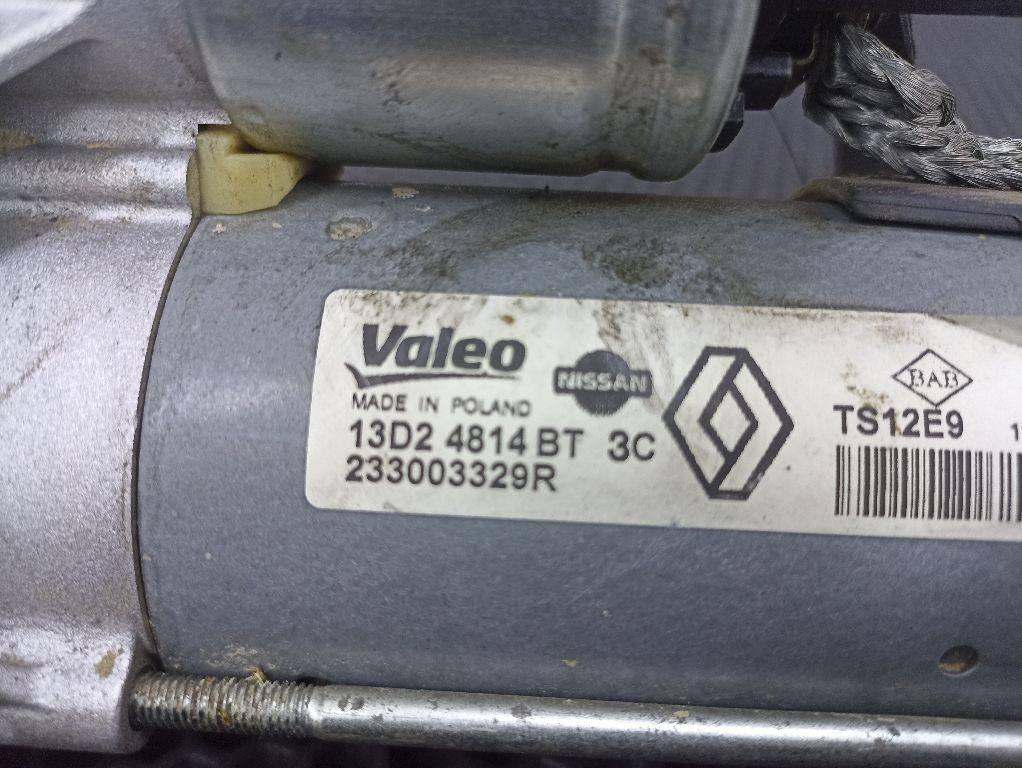 Valeo
MADE IN POLAND
13D2 4814 BT 3C
233003329R
NISSAN
BAB
TS12E9